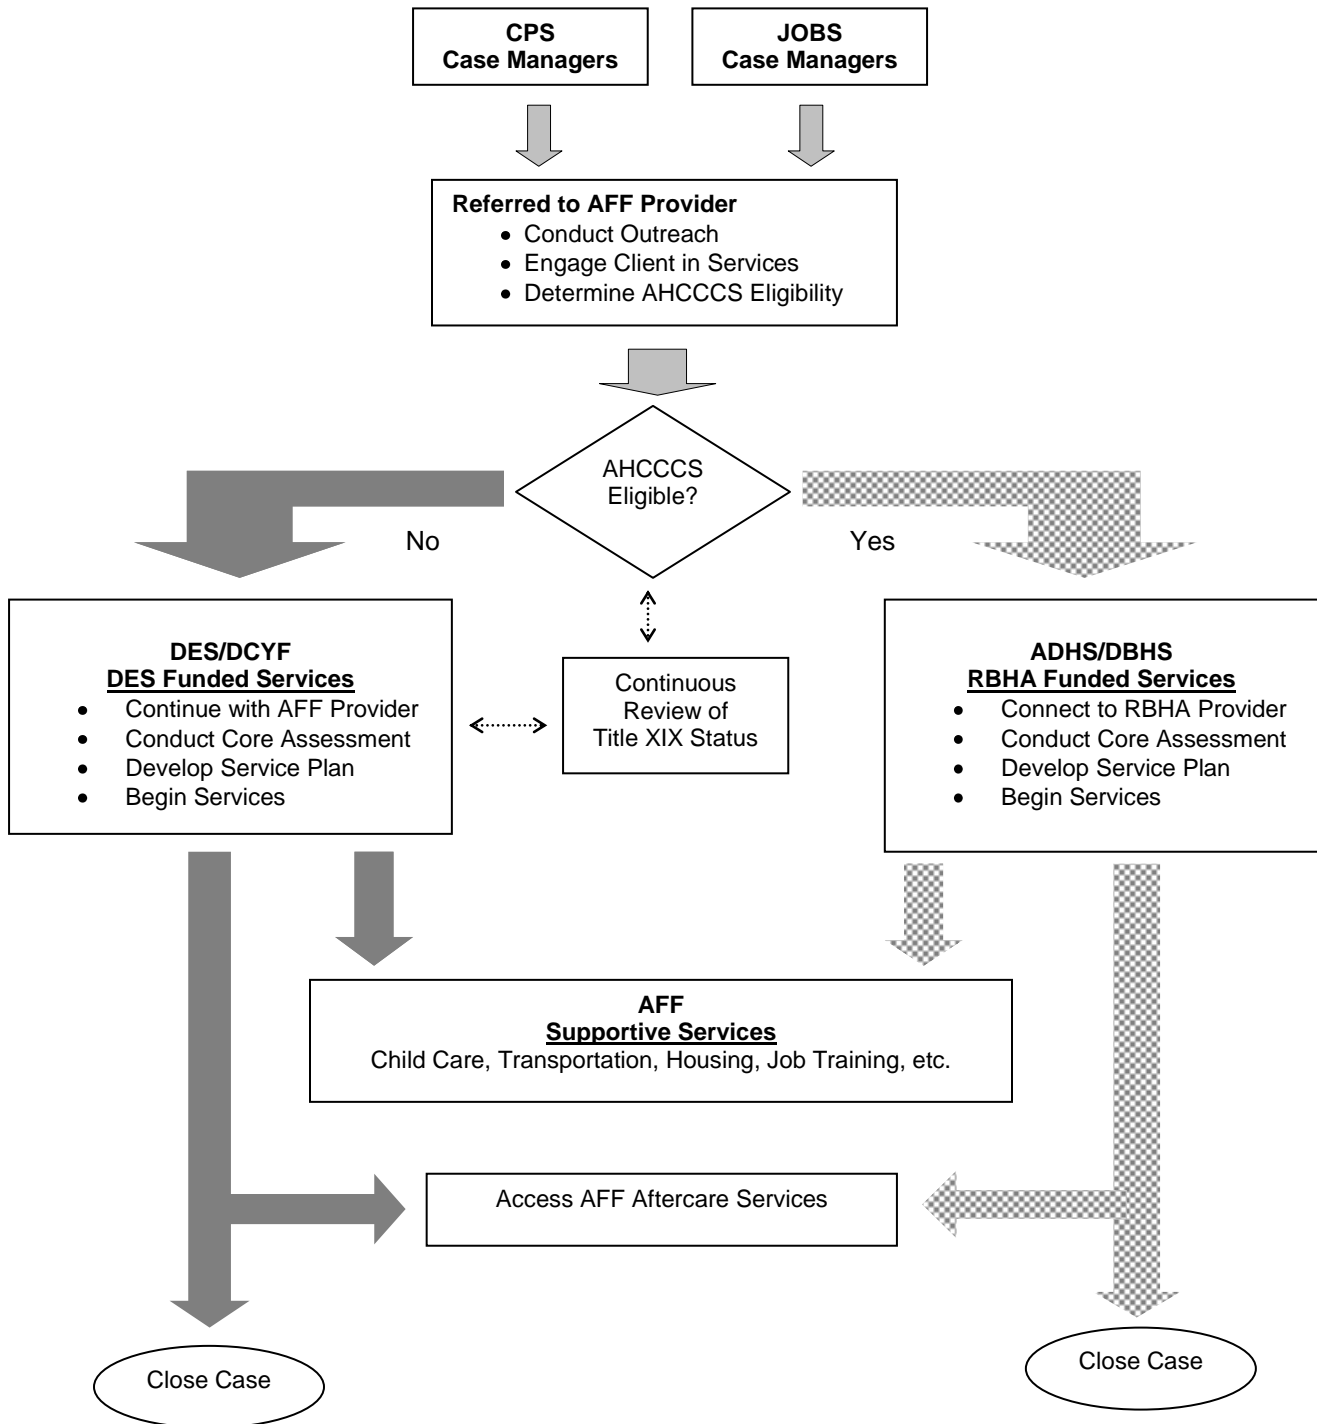 CPS
Case Managers
JOBS
Case Managers
Referred to AFF Provider
• Conduct Outreach
• Engage Client in Services
• Determine AHCCCS Eligibility
AHCCCS
Eligible?
No
Yes
DES/DCYF
DES Funded Services
• Continue with AFF Provider
• Conduct Core Assessment
• Develop Service Plan
• Begin Services
Continuous
Review of
Title XIX Status
ADHS/DBHS
RBHA Funded Services
• Connect to RBHA Provider
• Conduct Core Assessment
• Develop Service Plan
• Begin Services
AFF
Supportive Services
Child Care, Transportation, Housing, Job Training, etc.
Access AFF Aftercare Services
Close Case
Close Case